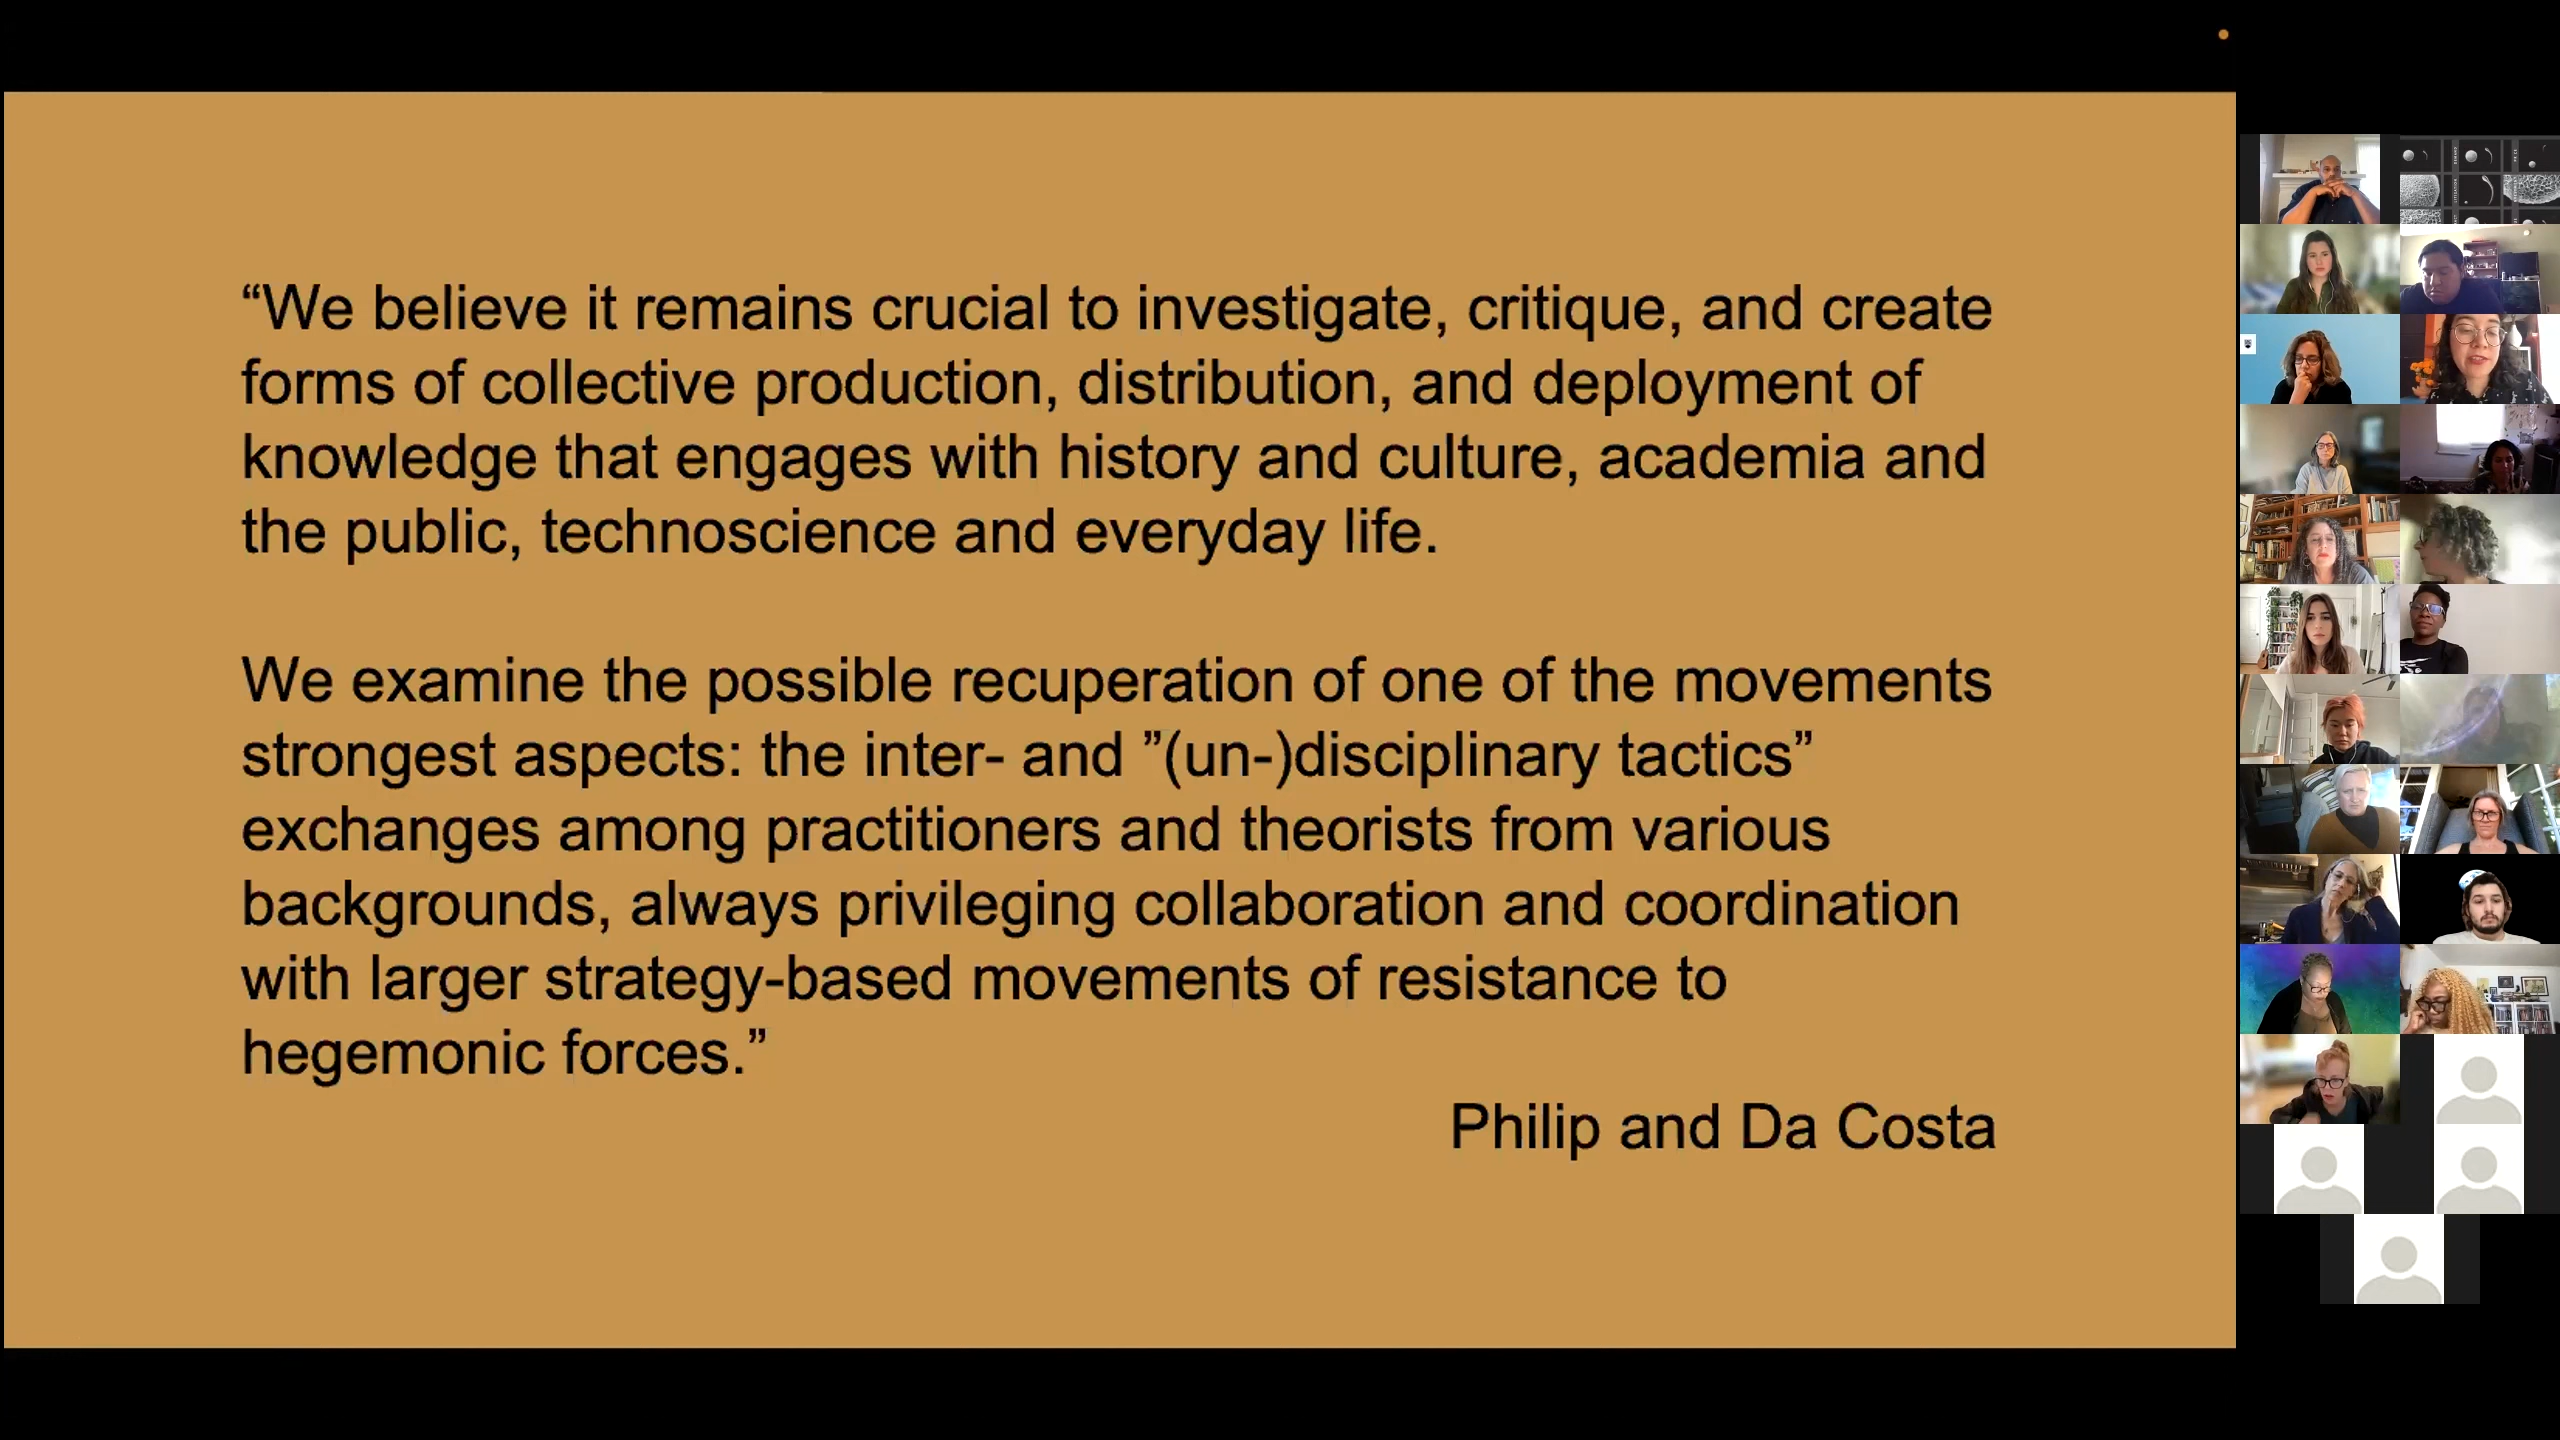 “We believe it remains crucial to investigate, critique, and create
forms of collective production, distribution, and deployment of
knowledge that engages with history and culture, academia and
the public, technoscience and everyday life.
We examine the possible recuperation of one of the movements
strongest aspects: the inter- and ”(un-)disciplinary tactics”
exchanges among practitioners and theorists from various
backgrounds, always privileging collaboration and coordination
with larger strategy-based movements of resistance to
hegemonic forces.”
Philip and Da Costa